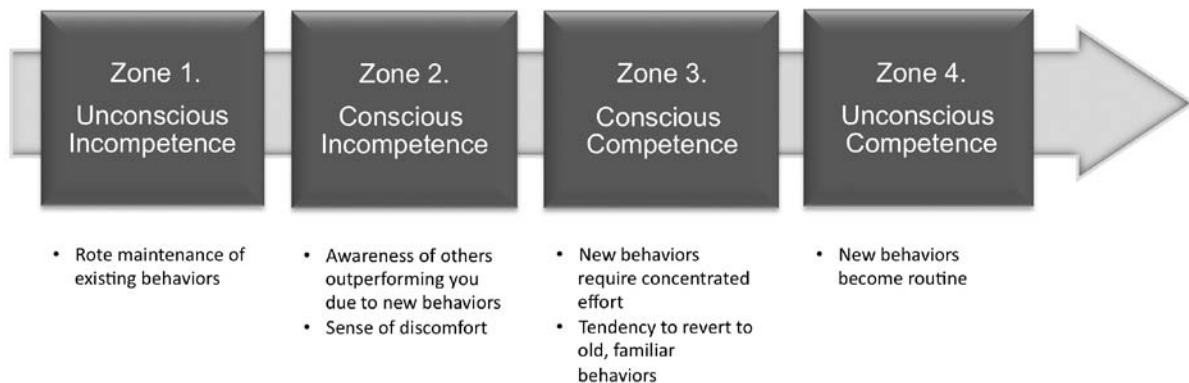 Zone 1.
Unconscious
Incompetence
Zone 2.
Conscious
Incompetence
Zone 3.
Conscious
Competence
Zone 4.
Unconscious
Competence
• Rote maintenance of
existing behaviors
• Awareness of others
outperforming you
due to new behaviors
• Sense of discomfort
• New behaviors
require concentrated
effort
• Tendency to revert to
old, familiar
behaviors
• New behaviors
become routine